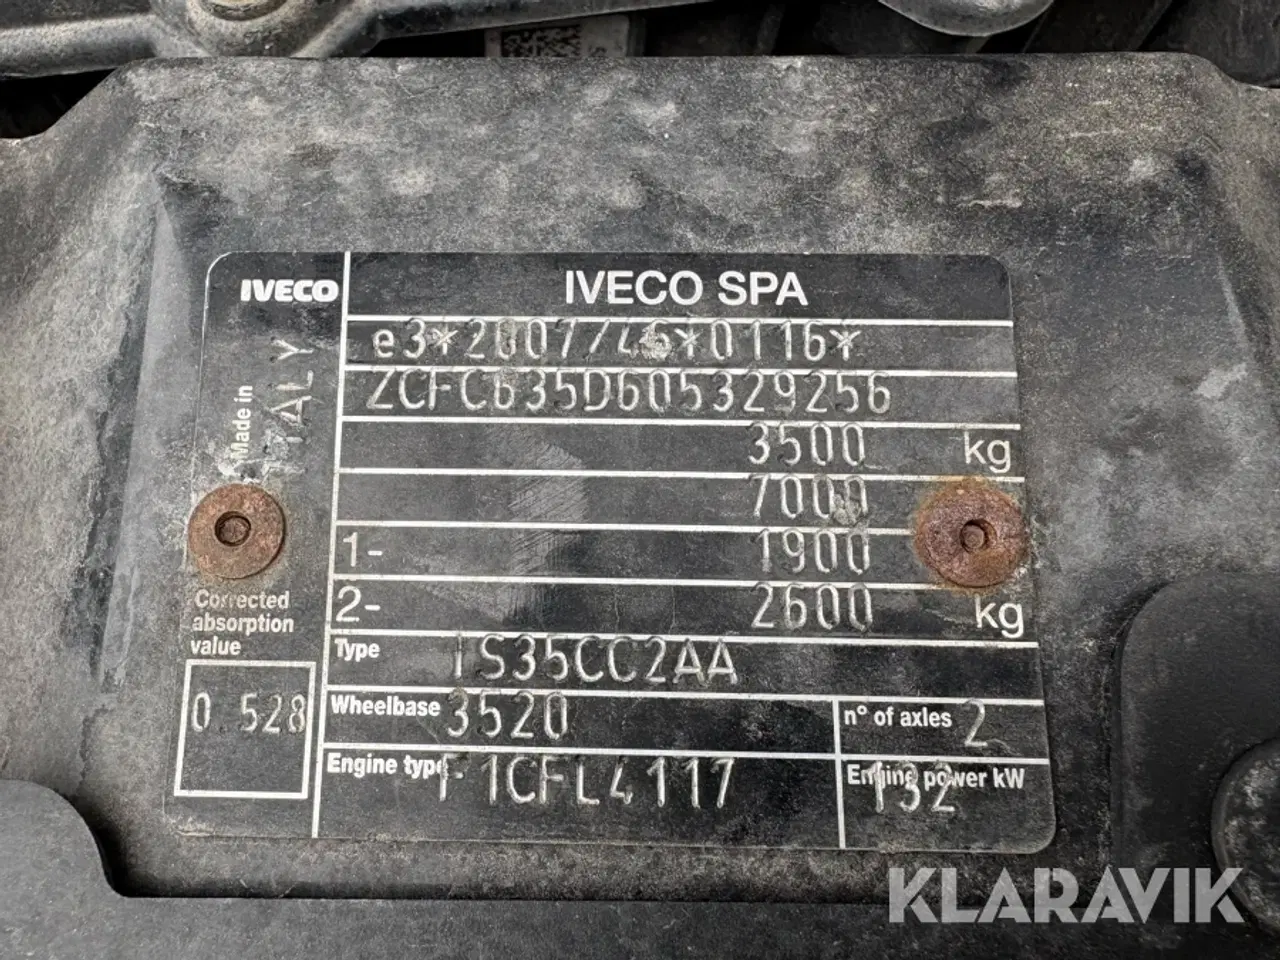 IVECO
IVECO SPA
e3*2007/46*0116*
ZCFC635D605329256
Made in ITALY
3500 kg
7000
1- 1900
2- 2600 kg
Corrected
absorption
value
0.528
Type IS35CC2AA
Wheelbase 3520
n° of axles 2
Engine type F1CFL4117
Engine power kW 132
KLARAVIK